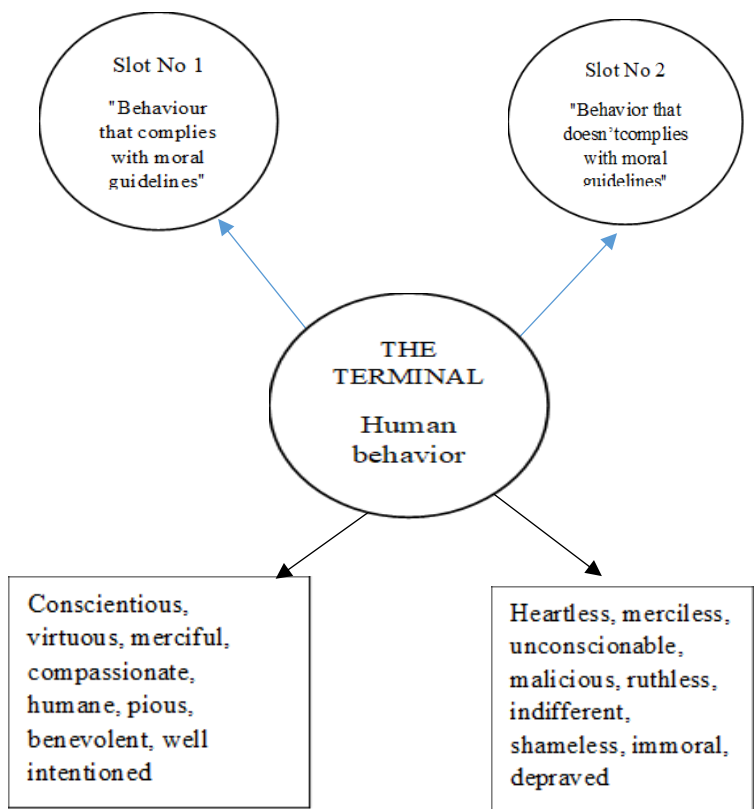 Slot No 1
"Behaviour
that complies
with moral
guidelines"
Slot No 2
"Behavior that
doesn'tcomplies
with moral
guidelines"
THE
TERMINAL
Human
behavior
Conscientious,
virtuous, merciful,
compassionate,
humane, pious,
benevolent, well
intentioned
Heartless, merciless,
unconscionable,
malicious, ruthless,
indifferent,
shameless, immoral,
depraved